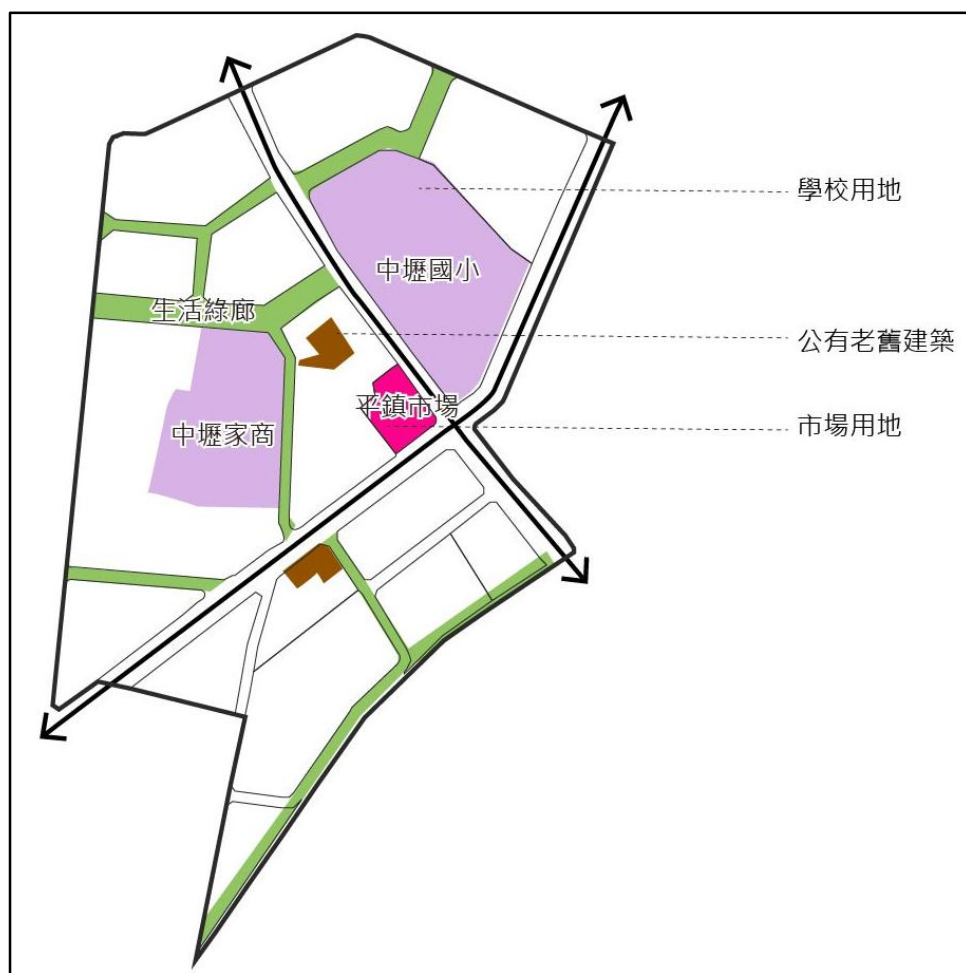 學校用地
中壢國小
生活綠廊
公有老舊建築
平鎮市場
市場用地
中壢家商